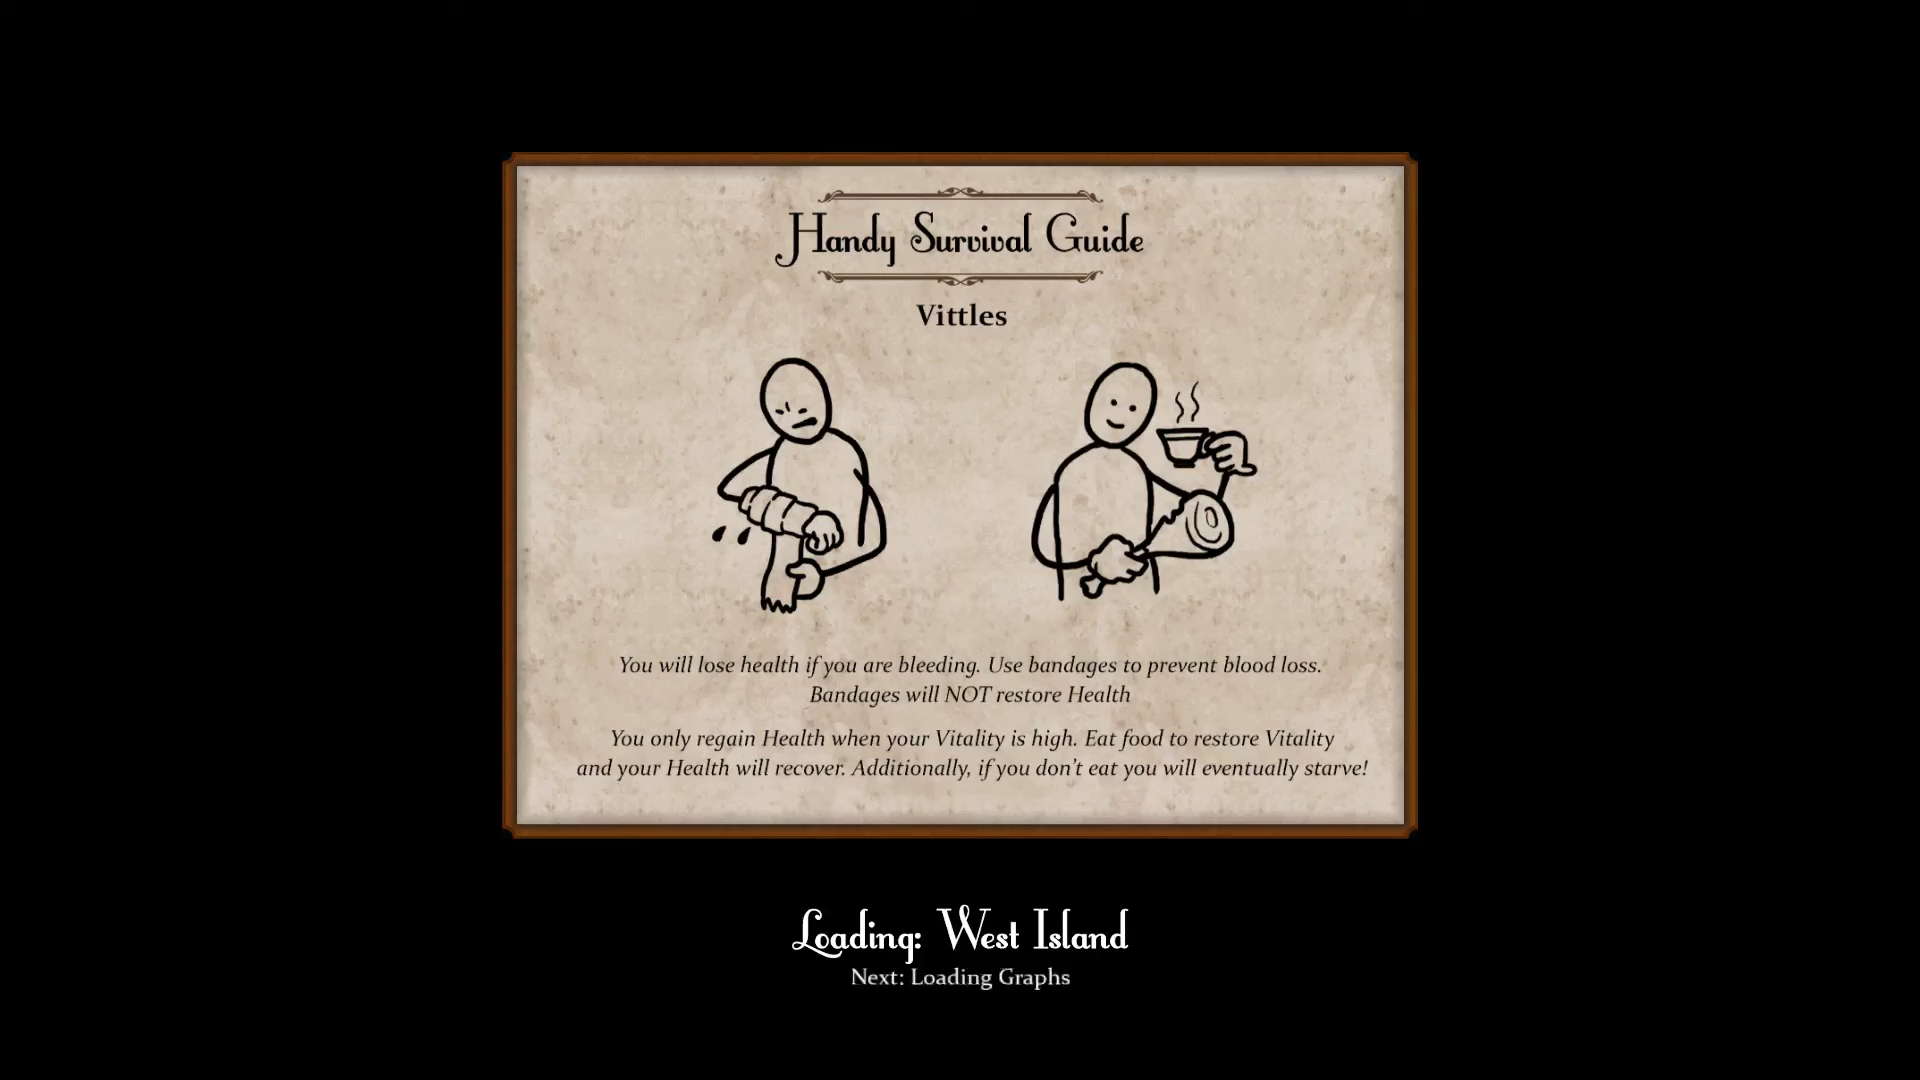 Handy Survival Guide
Vittles
You will lose health if you are bleeding. Use bandages to prevent blood loss.
Bandages will NOT restore Health
You only regain Health when your Vitality is high. Eat food to restore Vitality
and your Health will recover. Additionally, if you don't eat you will eventually starve!
Loading: West Island
Next: Loading Graphs